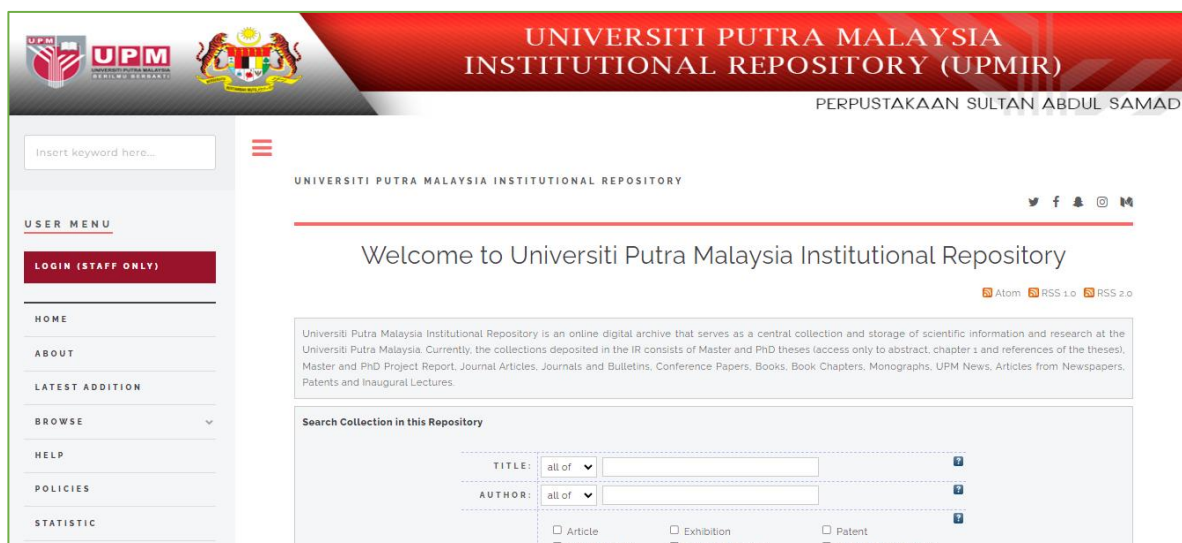 UPM
UPM
UNIVERSITI PUTRA MALAYSIA
BERILMU BERBAKTI
UNIVERSITI PUTRA MALAYSIA
INSTITUTIONAL REPOSITORY (UPMIR)
PERPUSTAKAAN SULTAN ABDUL SAMAD
Insert keyword here...
UNIVERSITI PUTRA MALAYSIA INSTITUTIONAL REPOSITORY
USER MENU
LOGIN (STAFF ONLY)
HOME
ABOUT
LATEST ADDITION
BROWSE
HELP
POLICIES
STATISTIC
Welcome to Universiti Putra Malaysia Institutional Repository
Atom RSS 1.0 RSS 2.0
Universiti Putra Malaysia Institutional Repository is an online digital archive that serves as a central collection and storage of scientific information and research at the
Universiti Putra Malaysia. Currently, the collections deposited in the IR consists of Master and PhD theses (access only to abstract, chapter 1 and references of the theses),
Master and PhD Project Report, Journal Articles, Journals and Bulletins, Conference Papers, Books, Book Chapters, Monographs, UPM News, Articles from Newspapers,
Patents and Inaugural Lectures.
Search Collection in this Repository
TITLE: all of
AUTHOR: all of
Article Exhibition Patent